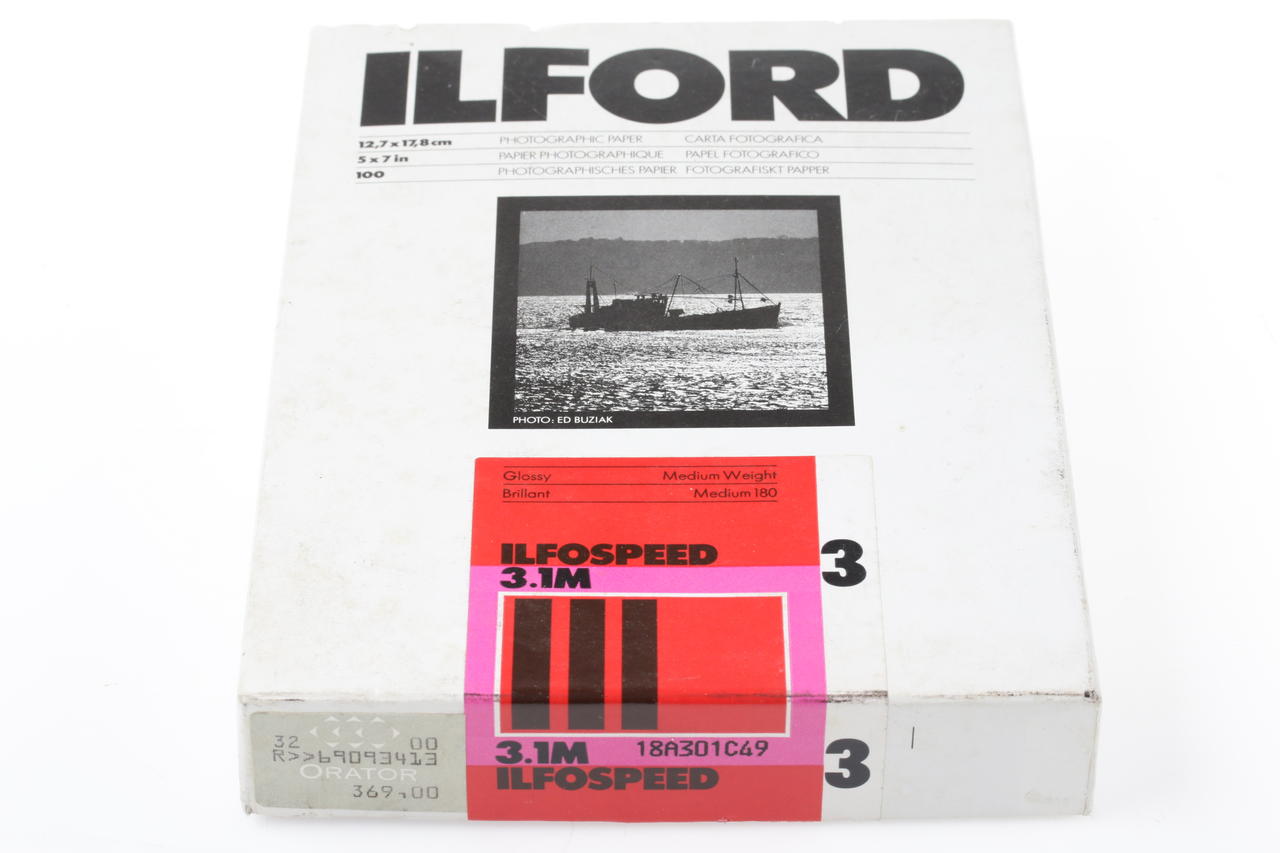 ILFORD
12,7 x 17,8 cm PHOTOGRAPHIC PAPER CARTA FOTOGRAFICA
5 x 7 in PAPIER PHOTOGRAPHIQUE PAPEL FOTOGRAFICO
100 PHOTOGRAPHISCHES PAPIER FOTOGRAFISKT PAPPER
PHOTO: ED BUZIAK
Glossy Medium Weight
Brillant Medium 180
ILFOSPEED
3.1M
3
3.1M 18A301C49
ILFOSPEED
3
32 00
R>>69093413
ORATOR
369,00